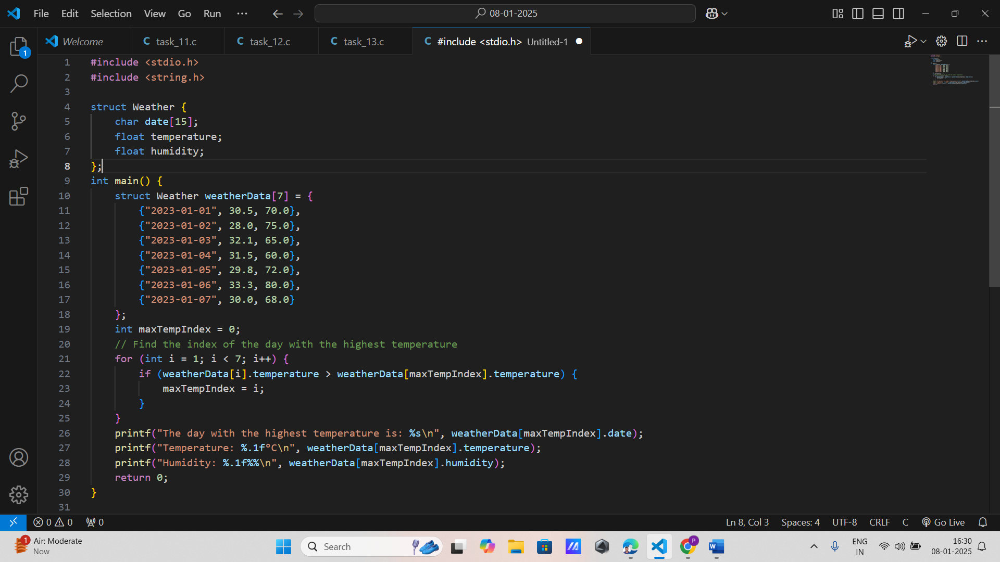 File Edit Selection View Go Run ··· 08-01-2025
1 Welcome task_11.c task_12.c task_13.c #include <stdio.h> Untitled-1
1 #include <stdio.h>
2 #include <string.h>
3
4 struct Weather {
5 char date[15];
6 float temperature;
7 float humidity;
8 };
9 int main() {
10 struct Weather weatherData[7] = {
11 {"2023-01-01", 30.5, 70.0},
12 {"2023-01-02", 28.0, 75.0},
13 {"2023-01-03", 32.1, 65.0},
14 {"2023-01-04", 31.5, 60.0},
15 {"2023-01-05", 29.8, 72.0},
16 {"2023-01-06", 33.3, 80.0},
17 {"2023-01-07", 30.0, 68.0}
18 };
19 int maxTempIndex = 0;
20 // Find the index of the day with the highest temperature
21 for (int i = 1; i < 7; i++) {
22 if (weatherData[i].temperature > weatherData[maxTempIndex].temperature) {
23 maxTempIndex = i;
24 }
25 }
26 printf("The day with the highest temperature is: %s\n", weatherData[maxTempIndex].date);
27 printf("Temperature: %.1f°C\n", weatherData[maxTempIndex].temperature);
28 printf("Humidity: %.1f%%\n", weatherData[maxTempIndex].humidity);
29 return 0;
30 }
31
0 0 0 Ln 8, Col 3 Spaces: 4 UTF-8 CRLF C Go Live
1 Air: Moderate
Now
Search
P
W
ENG
IN
16:30
08-01-2025